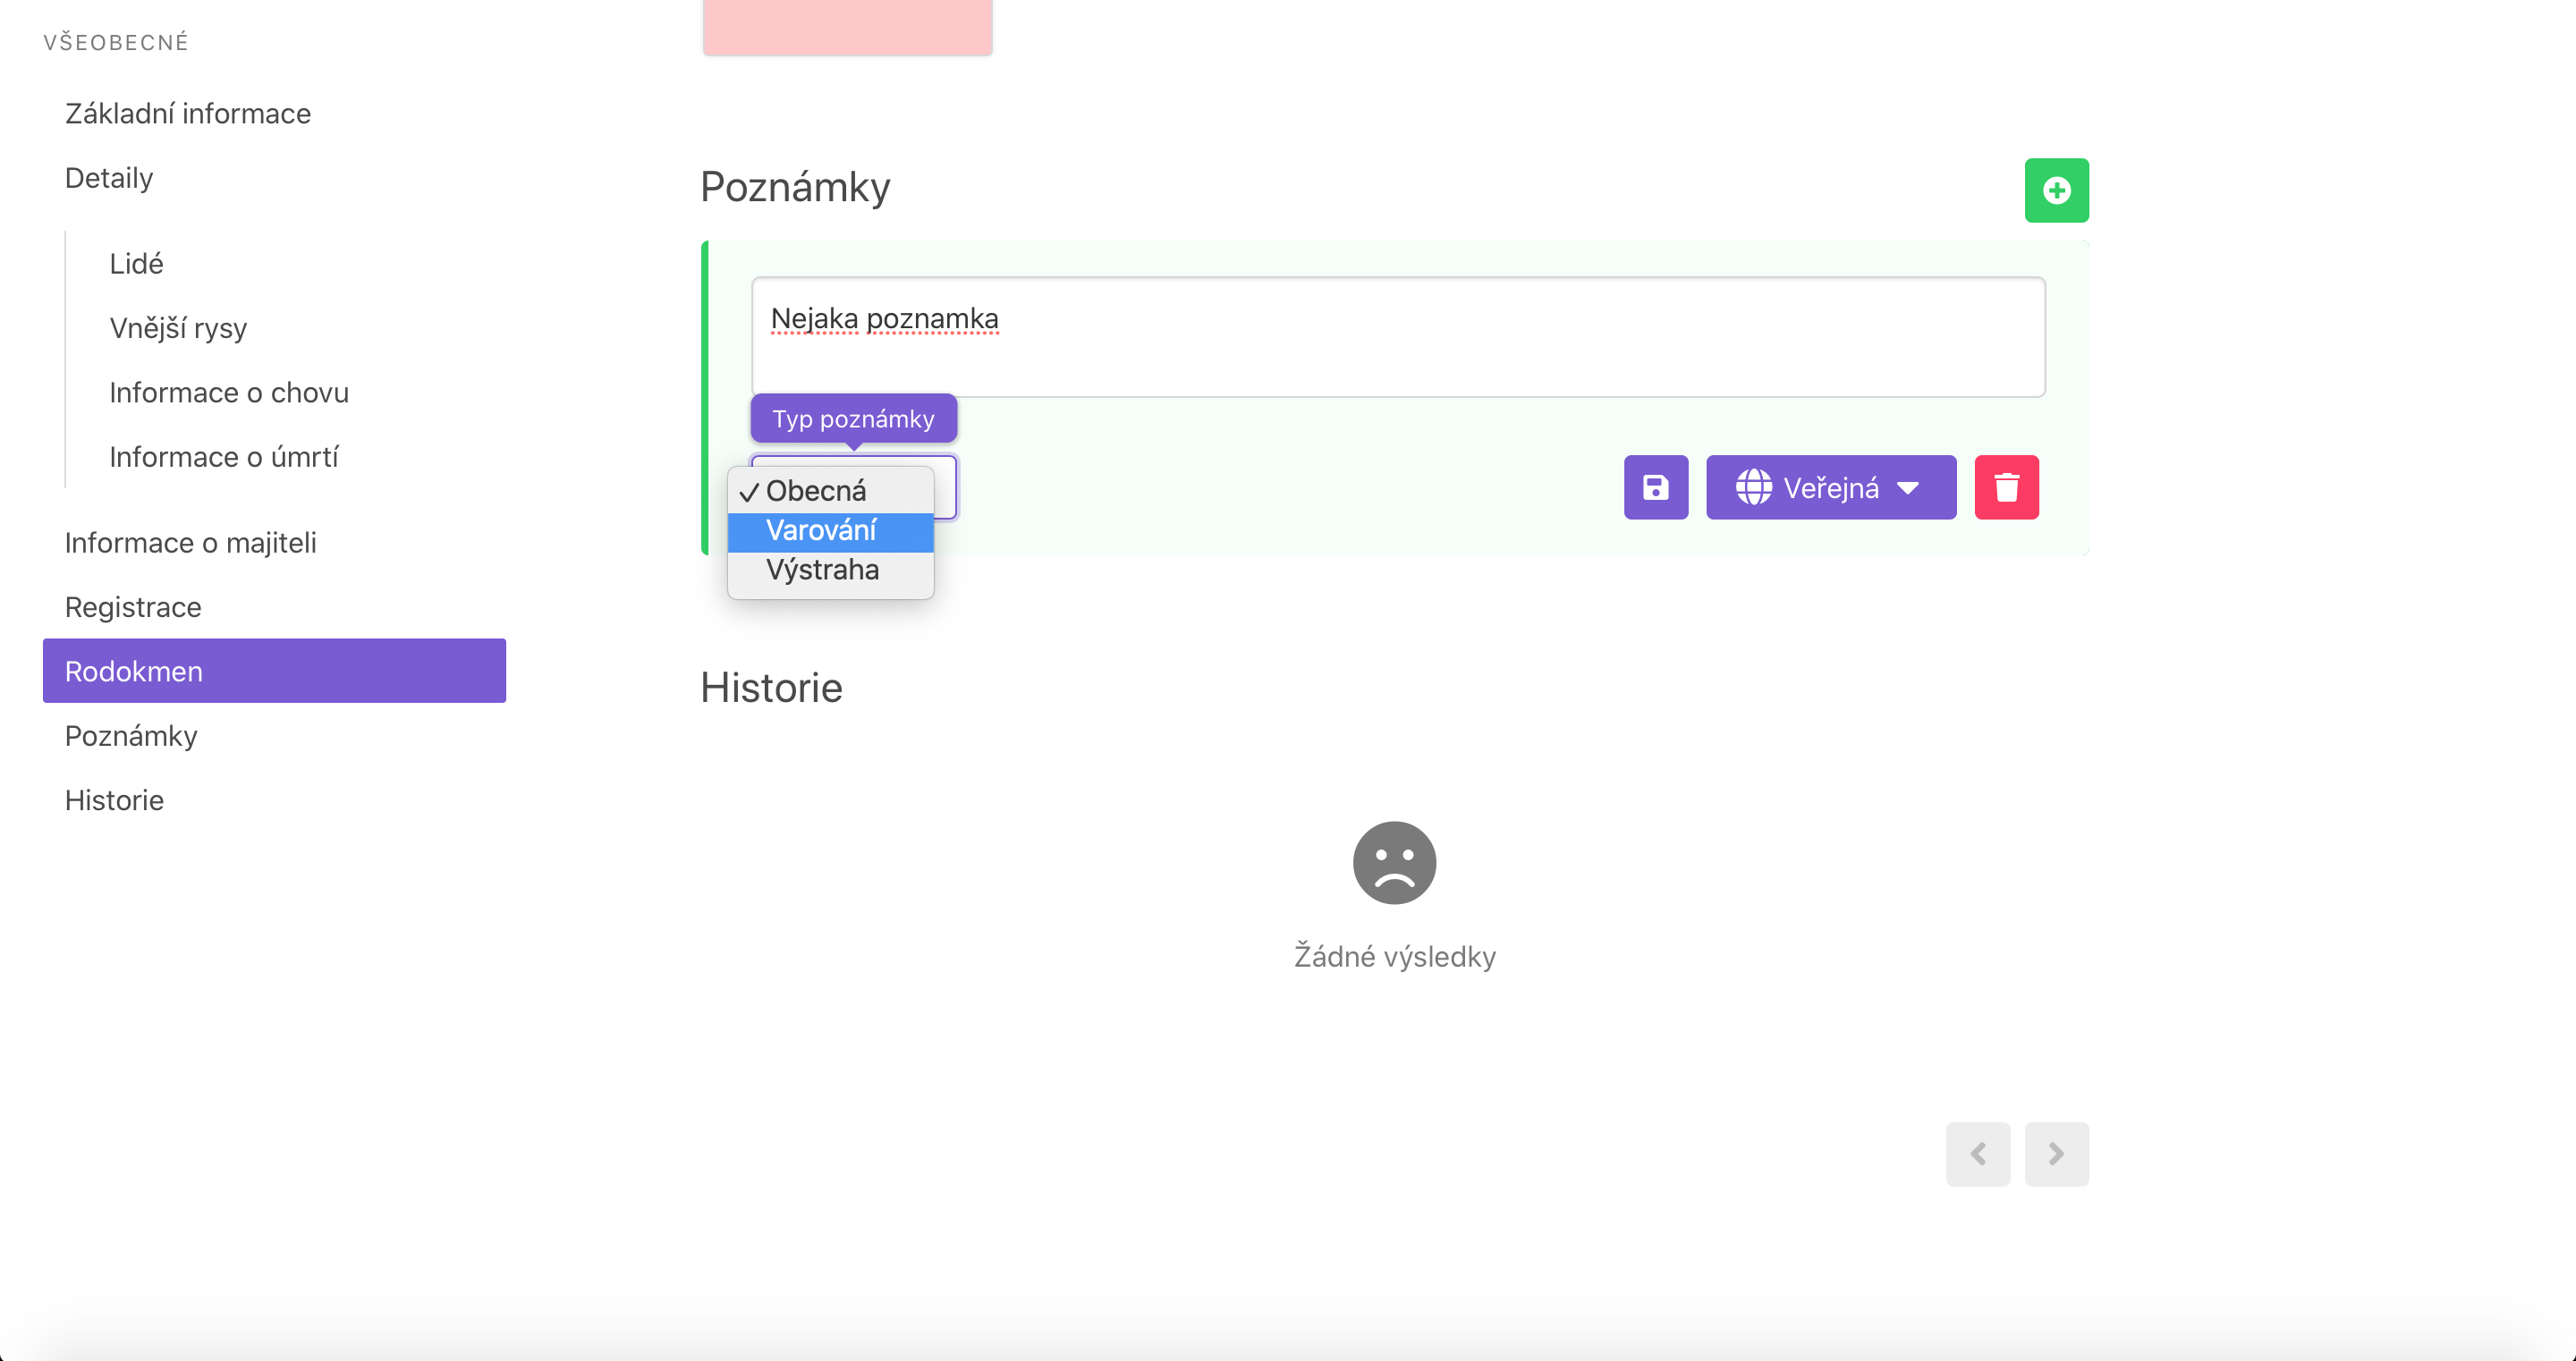 VŠEOBECNÉ
Základní informace
Detaily
Lidé
Vnější rysy
Informace o chovu
Informace o úmrtí
Informace o majiteli
Registrace
Rodokmen
Poznámky
Historie
Poznámky
Nejaka poznamka
Typ poznámky
Obecná
Varování
Výstraha
Veřejná
Historie
Žádné výsledky